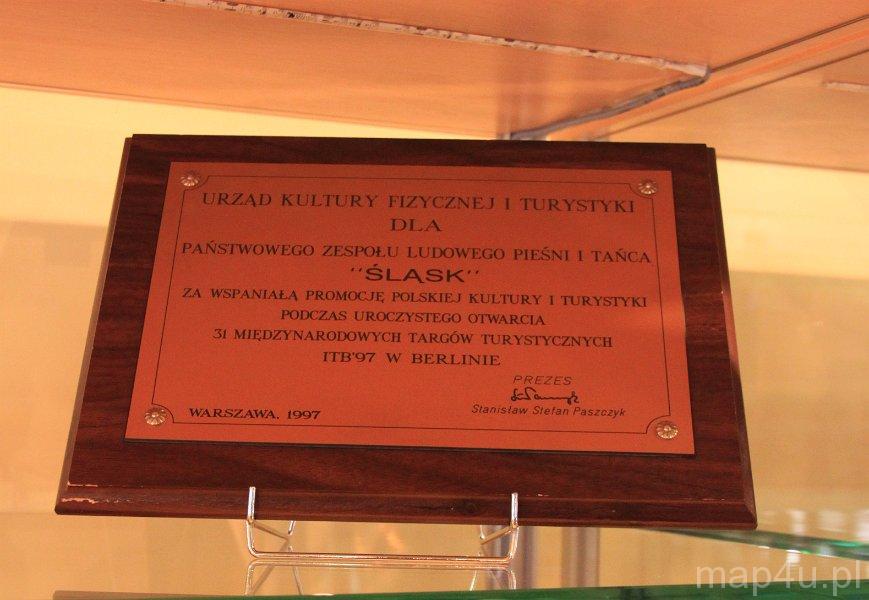 URZĄD KULTURY FIZYCZNEJ I TURYSTYKI
DLA
PAŃSTWOWEGO ZESPOŁU LUDOWEGO PIEŚNI I TAŃCA
"ŚLĄSK"
ZA WSPANIAŁĄ PROMOCJĘ POLSKIEJ KULTURY I TURYSTYKI
PODCZAS UROCZYSTEGO OTWARCIA
31 MIĘDZYNARODOWYCH TARGÓW TURYSTYCZNYCH
ITB'97 W BERLINIE
PREZES
Stanisław Stefan Paszczyk
WARSZAWA. 1997
map4u.pl